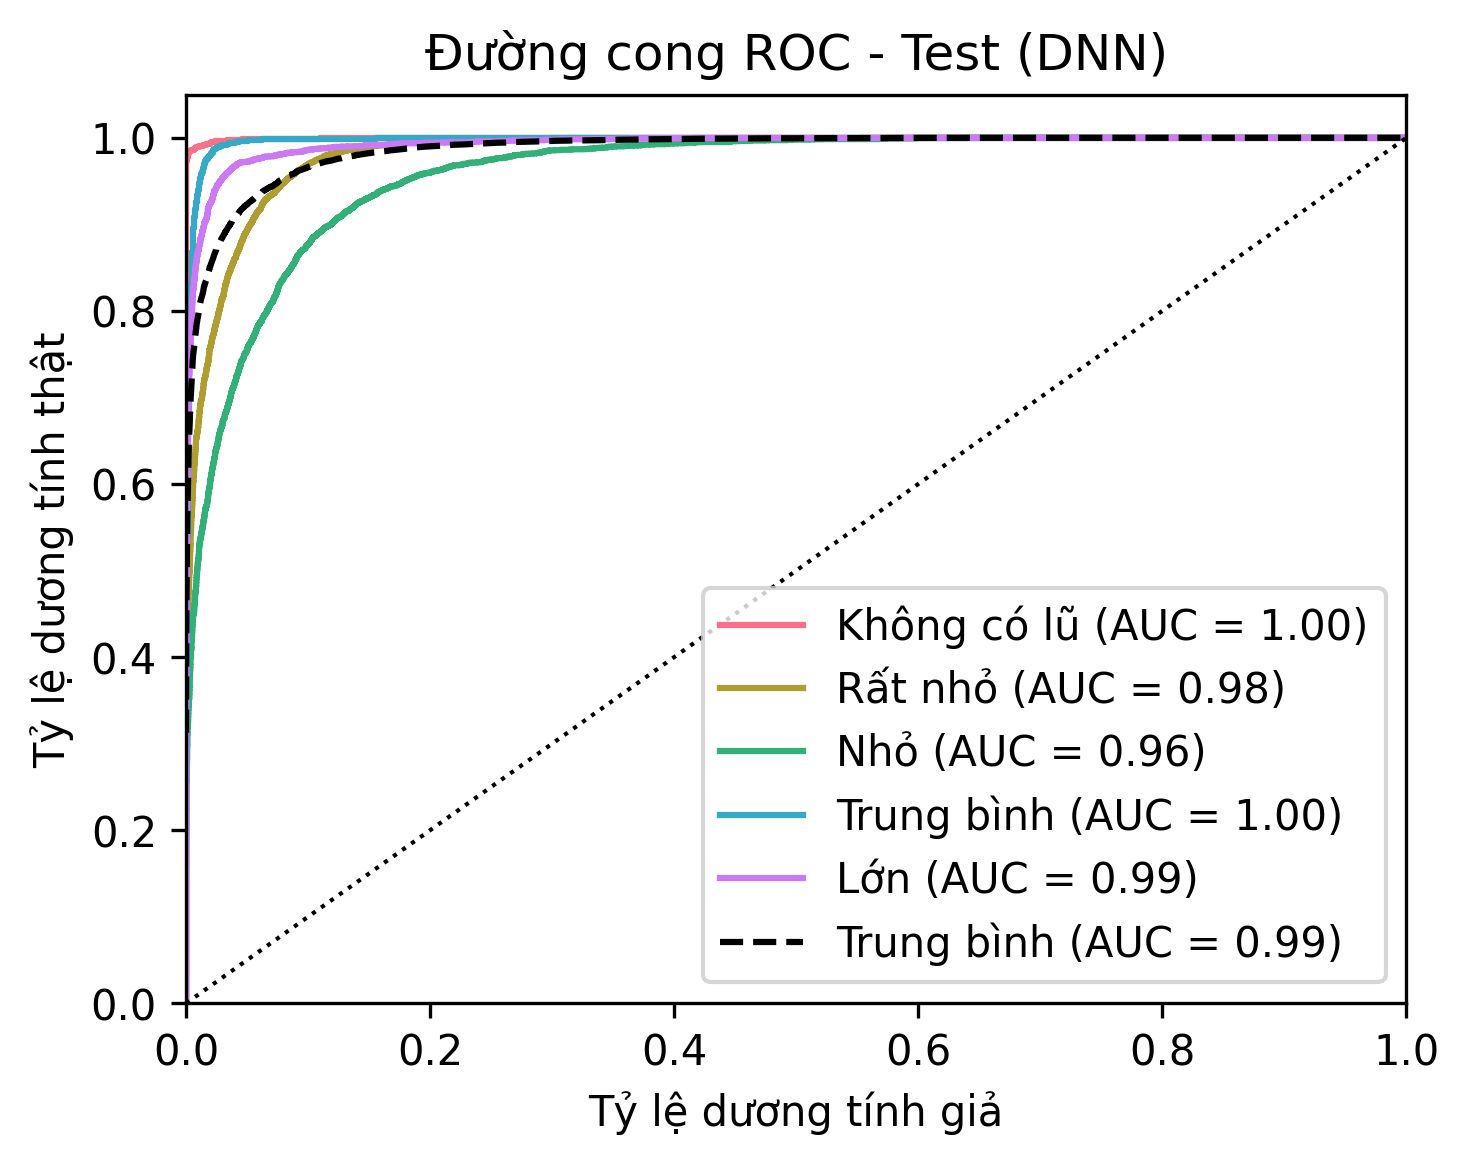 Đường cong ROC - Test (DNN)
Tỷ lệ dương tính thật
1.0
0.8
0.6
0.4
0.2
0.0
Không có lũ (AUC = 1.00)
Rất nhỏ (AUC = 0.98)
Nhỏ (AUC = 0.96)
Trung bình (AUC = 1.00)
Lớn (AUC = 0.99)
Trung bình (AUC = 0.99)
0.0 0.2 0.4 0.6 0.8 1.0
Tỷ lệ dương tính giả